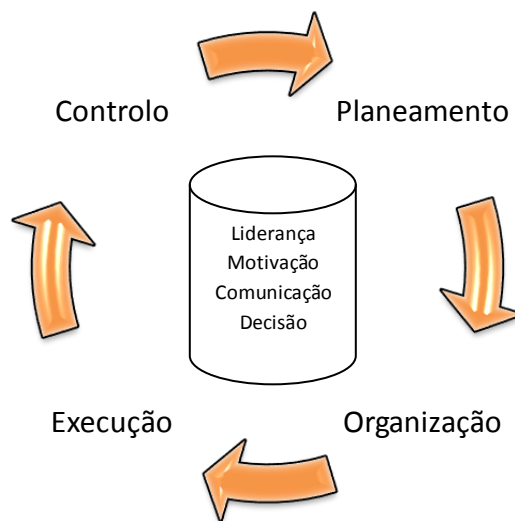 Controlo
Planeamento
Liderança
Motivação
Comunicação
Decisão
Execução
Organização